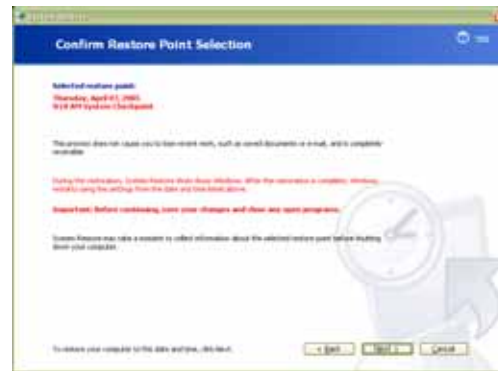 System Restore
Confirm Restore Point Selection
Selected restore point:
Thursday, April 07, 2005
System Checkpoint
This process does not cause you to lose recent work, such as saved documents or e-mail, and is completely
reversible.
During the restoration, System Restore shuts down Windows. After the restoration is complete, Windows
restarts using the settings from the date and time listed above.
Important: Before continuing, save your changes and close any open programs.
System Restore may take a moment to collect information about the selected restore point before shutting
down your computer.
To restore your computer to this date and time, click Next.
< Back
Next >
Cancel